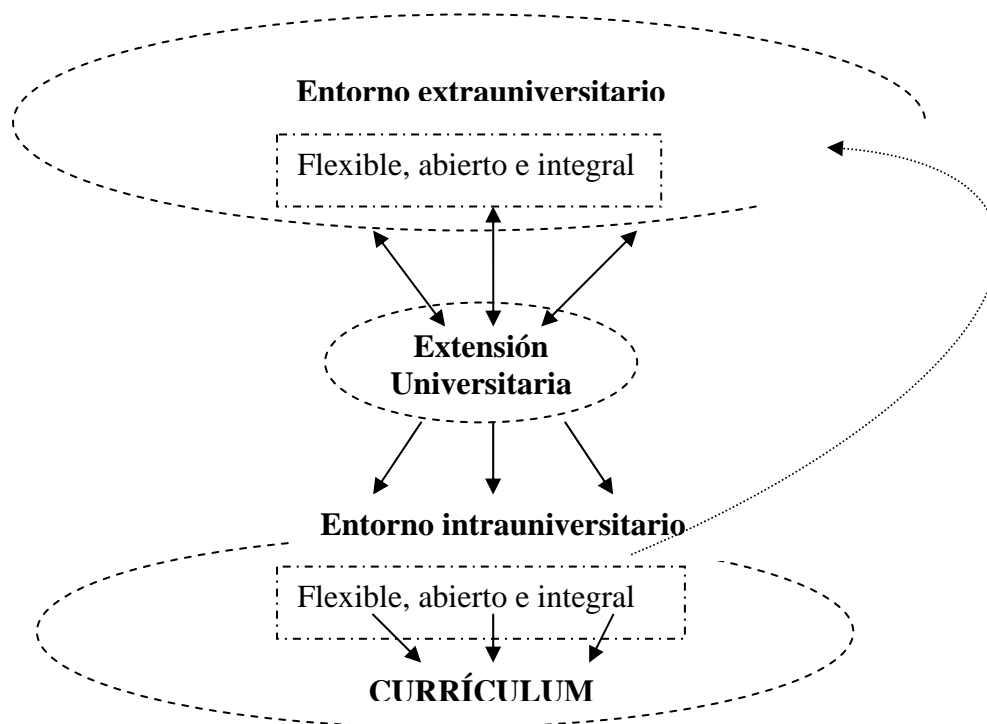 Entorno extrauniversitario
Flexible, abierto e integral
Extensión
Universitaria
Entorno intrauniversitario
Flexible, abierto e integral
CURRÍCULUM